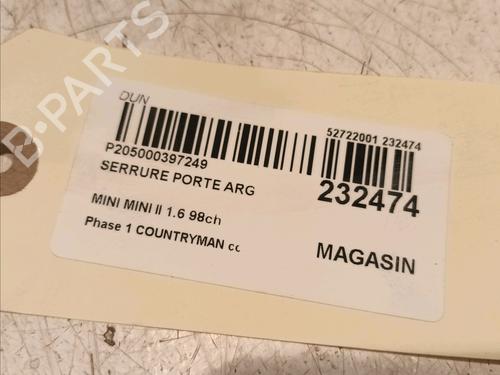 B-PARTS
DUN
52722001 232474
P205000397249
SERRURE PORTE ARG
232474
MINI MINI II 1.6 98ch
Phase 1 COUNTRYMAN cc
MAGASIN